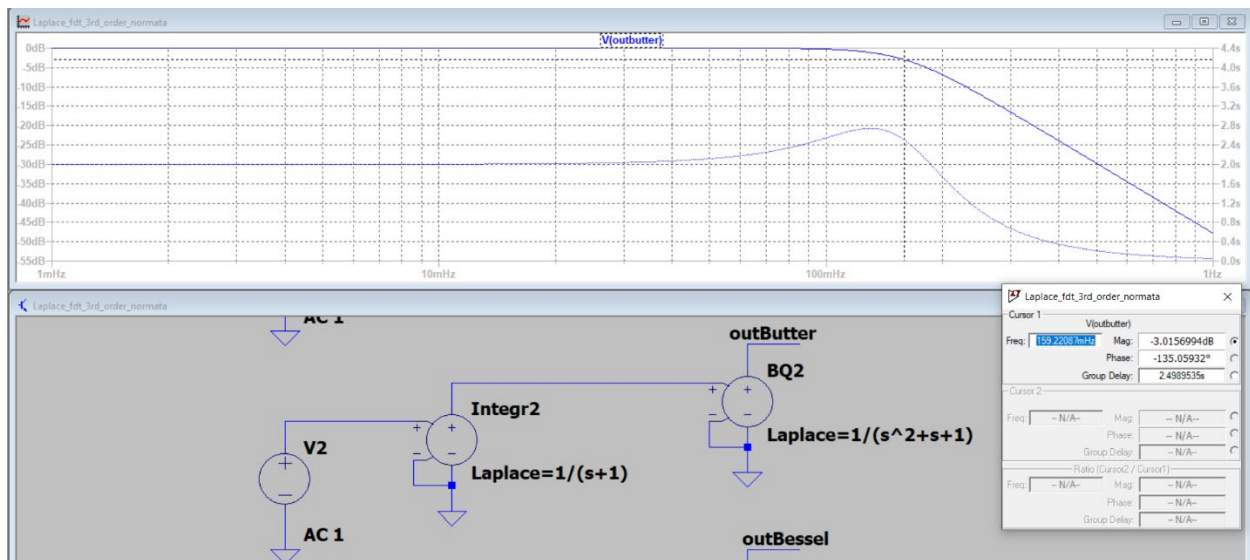 Laplace_fdt_3rd_order_normata
V(outbutter)
0dB
-5dB
-10dB
-15dB
-20dB
-25dB
-30dB
-35dB
-40dB
-45dB
-50dB
-55dB
4.4s
4.0s
3.6s
3.2s
2.8s
2.4s
2.0s
1.6s
1.2s
0.8s
0.4s
0.0s
1mHz 10mHz 100mHz 1Hz
Laplace_fdt_3rd_order_normata
AC 1
outButter
BQ2
Laplace=1/(s^2+s+1)
Integr2
Laplace=1/(s+1)
V2
AC 1
outBessel
Laplace_fdt_3rd_order_normata
Cursor 1
V(outbutter)
Freq: 159.22087mHz Mag: -3.0156994dB
Phase: -135.05932°
Group Delay: 2.4989535s
Cursor 2
Freq: -- N/A-- Mag: -- N/A--
Phase: -- N/A--
Group Delay: -- N/A--
Ratio (Cursor2 / Cursor1)
Freq: -- N/A-- Mag: -- N/A--
Phase: -- N/A--
Group Delay: -- N/A--